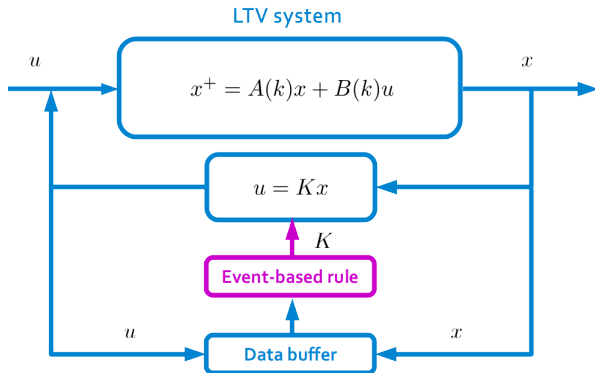 LTV system
u
x
x⁺ = A(k)x + B(k)u
u = Kx
K
Event-based rule
u
x
Data buffer